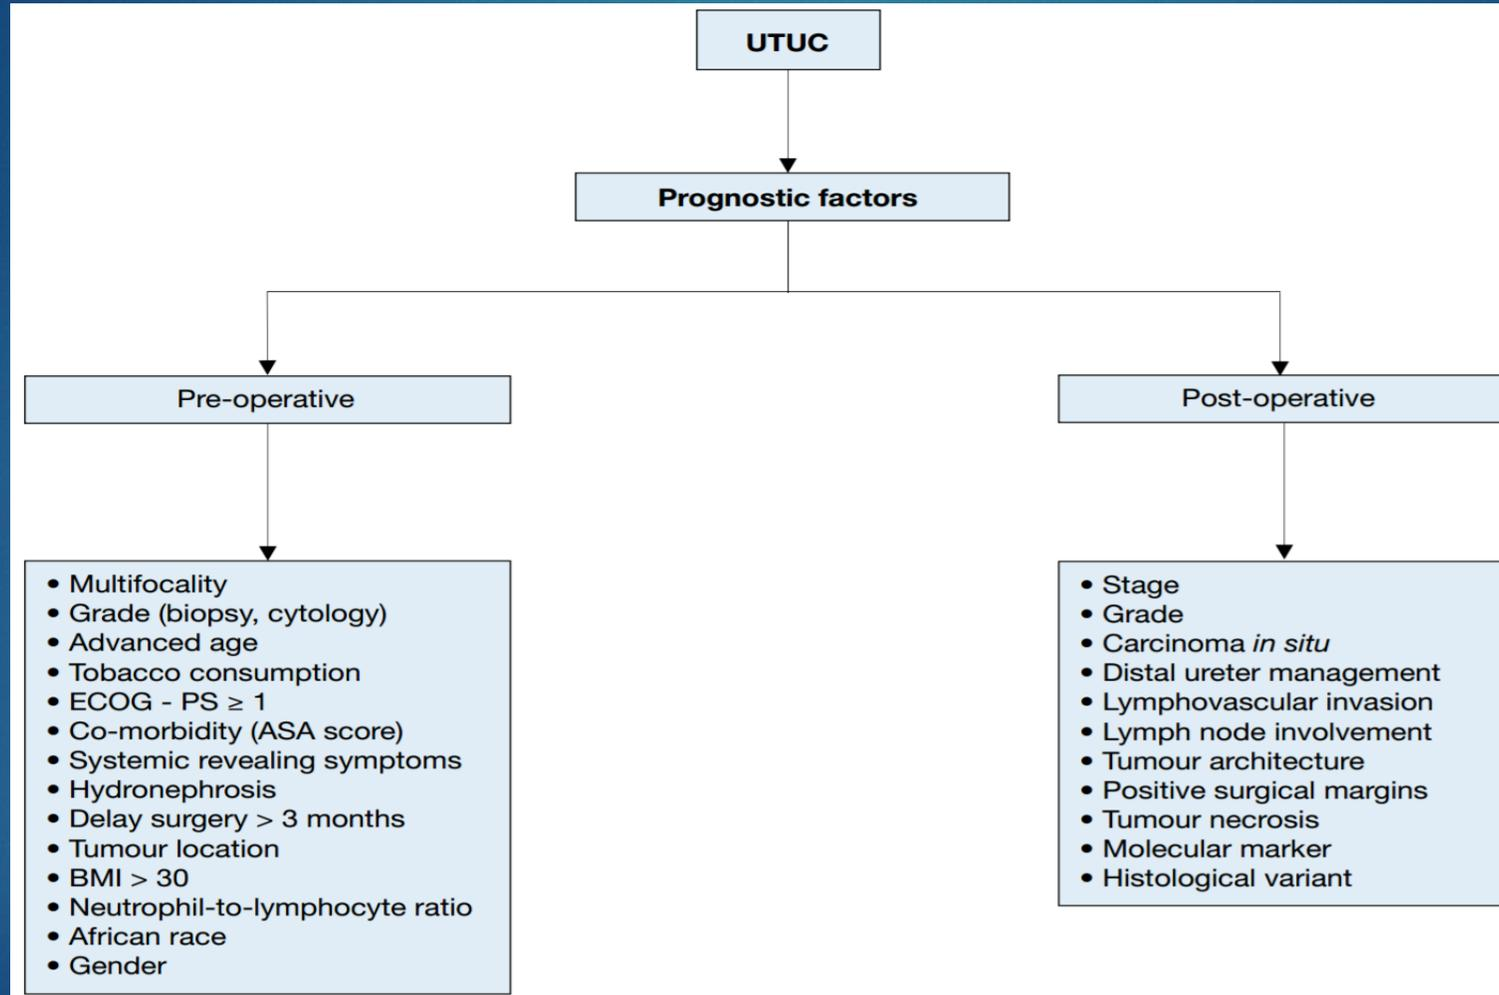 UTUC
Prognostic factors
Pre-operative
Post-operative
• Multifocality
• Grade (biopsy, cytology)
• Advanced age
• Tobacco consumption
• ECOG - PS ≥ 1
• Co-morbidity (ASA score)
• Systemic revealing symptoms
• Hydronephrosis
• Delay surgery > 3 months
• Tumour location
• BMI > 30
• Neutrophil-to-lymphocyte ratio
• African race
• Gender
• Stage
• Grade
• Carcinoma in situ
• Distal ureter management
• Lymphovascular invasion
• Lymph node involvement
• Tumour architecture
• Positive surgical margins
• Tumour necrosis
• Molecular marker
• Histological variant